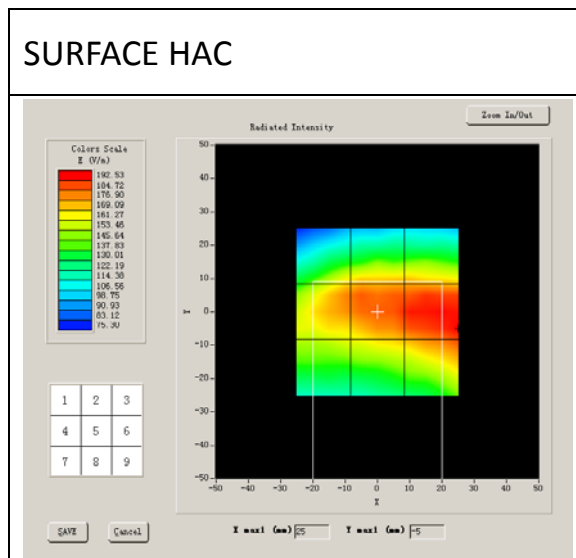 SURFACE HAC
Zoom In/Out
Radiated Intensity
Colors Scale
E (V/m)
192.53
184.72
176.90
169.09
161.27
153.46
145.64
137.83
130.01
122.19
114.38
106.56
98.75
90.93
83.12
75.30
50
40
30
20
10
0
-10
-20
-30
-40
-50
Y
-50 -40 -30 -20 -10 0 10 20 30 40 50
X
1 2 3
4 5 6
7 8 9
SAVE Cancel
X max1 (mm) 25 Y max1 (mm) -5